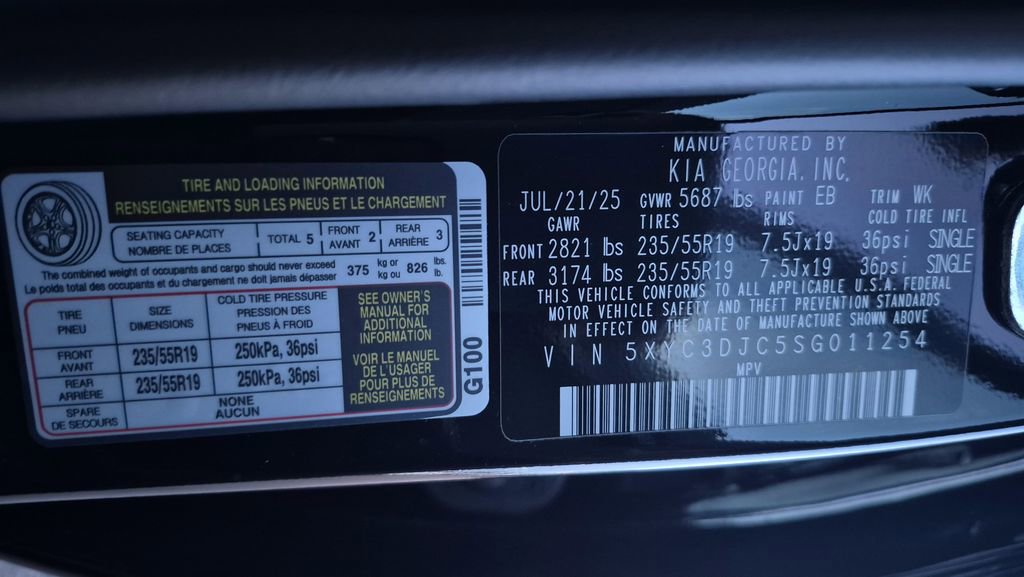 TIRE AND LOADING INFORMATION
RENSEIGNEMENTS SUR LES PNEUS ET LE CHARGEMENT
SEATING CAPACITY
NOMBRE DE PLACES
TOTAL 5
FRONT
AVANT 2
REAR
ARRIÈRE 3
The combined weight of occupants and cargo should never exceed
Le poids total des occupants et du chargement ne doit jamais dépasser
375 kg or 826 lbs.
kg ou lb.
TIRE
PNEU
SIZE
DIMENSIONS
COLD TIRE PRESSURE
PRESSION DES
PNEUS À FROID
FRONT
AVANT
235/55R19 250kPa, 36psi
REAR
ARRIÈRE
235/55R19 250kPa, 36psi
SPARE
DE SECOURS
NONE
AUCUN
SEE OWNER'S
MANUAL FOR
ADDITIONAL
INFORMATION
VOIR LE MANUEL
DE L'USAGER
POUR PLUS DE
RENSEIGNEMENTS
G100
MANUFACTURED BY
KIA GEORGIA, INC.
JUL/21/25 GVWR 5687 lbs PAINT EB TRIM WK
GAWR TIRES RIMS COLD TIRE INFL
FRONT 2821 lbs 235/55R19 7.5Jx19 36psi SINGLE
REAR 3174 lbs 235/55R19 7.5Jx19 36psi SINGLE
THIS VEHICLE CONFORMS TO ALL APPLICABLE U.S.A. FEDERAL
MOTOR VEHICLE SAFETY AND THEFT PREVENTION STANDARDS
IN EFFECT ON THE DATE OF MANUFACTURE SHOWN ABOVE
VIN 5XYC3DJC5SG011254
MPV